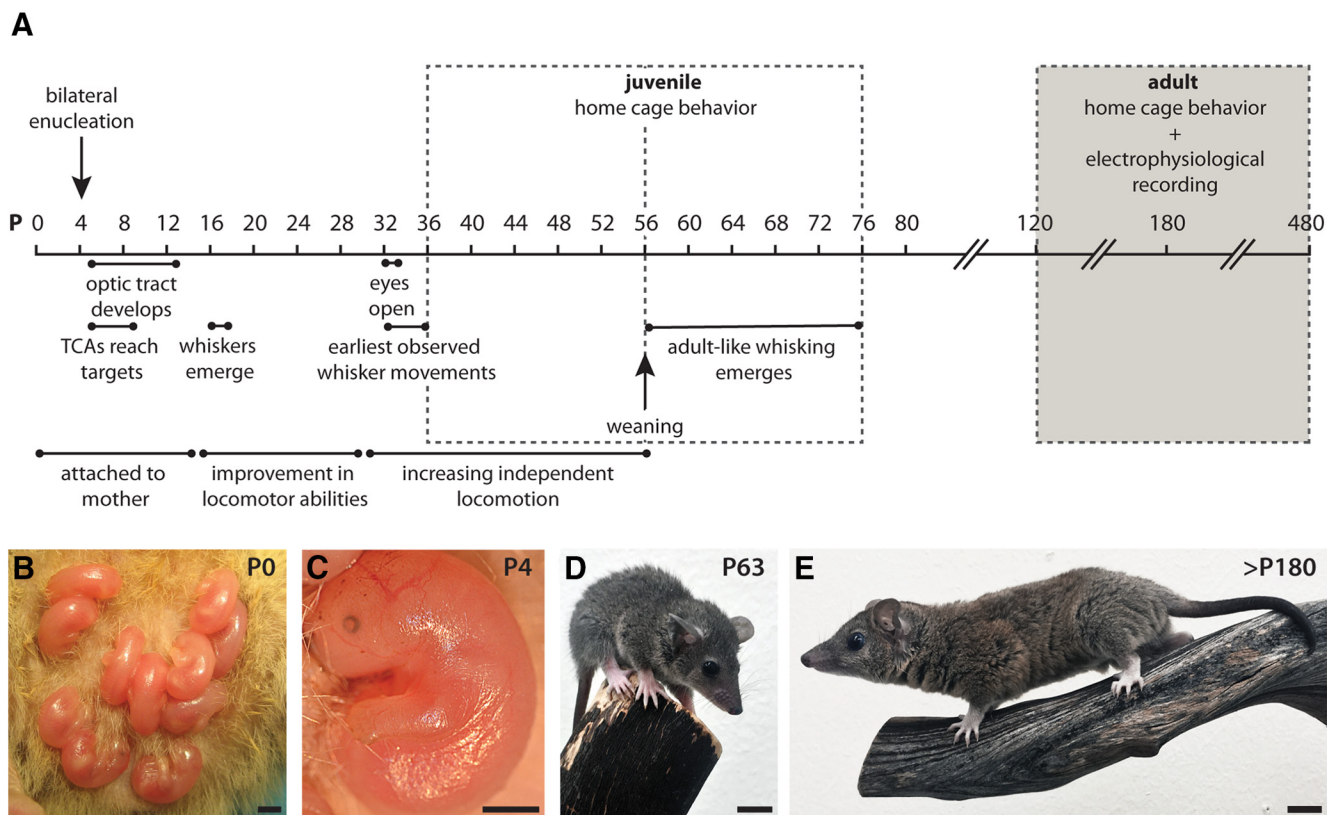 A
bilateral
enucleation
juvenile
home cage behavior
adult
home cage behavior
+
electrophysiological
recording
P 0 4 8 12 16 20 24 28 32 36 40 44 48 52 56 60 64 68 72 76 80 120 180 480
optic tract
develops
eyes
open
TCAs reach
targets
whiskers
emerge
earliest observed
whisker movements
adult-like whisking
emerges
weaning
attached to
mother
improvement in
locomotor abilities
increasing independent
locomotion
B P0
C P4
D P63
E >P180